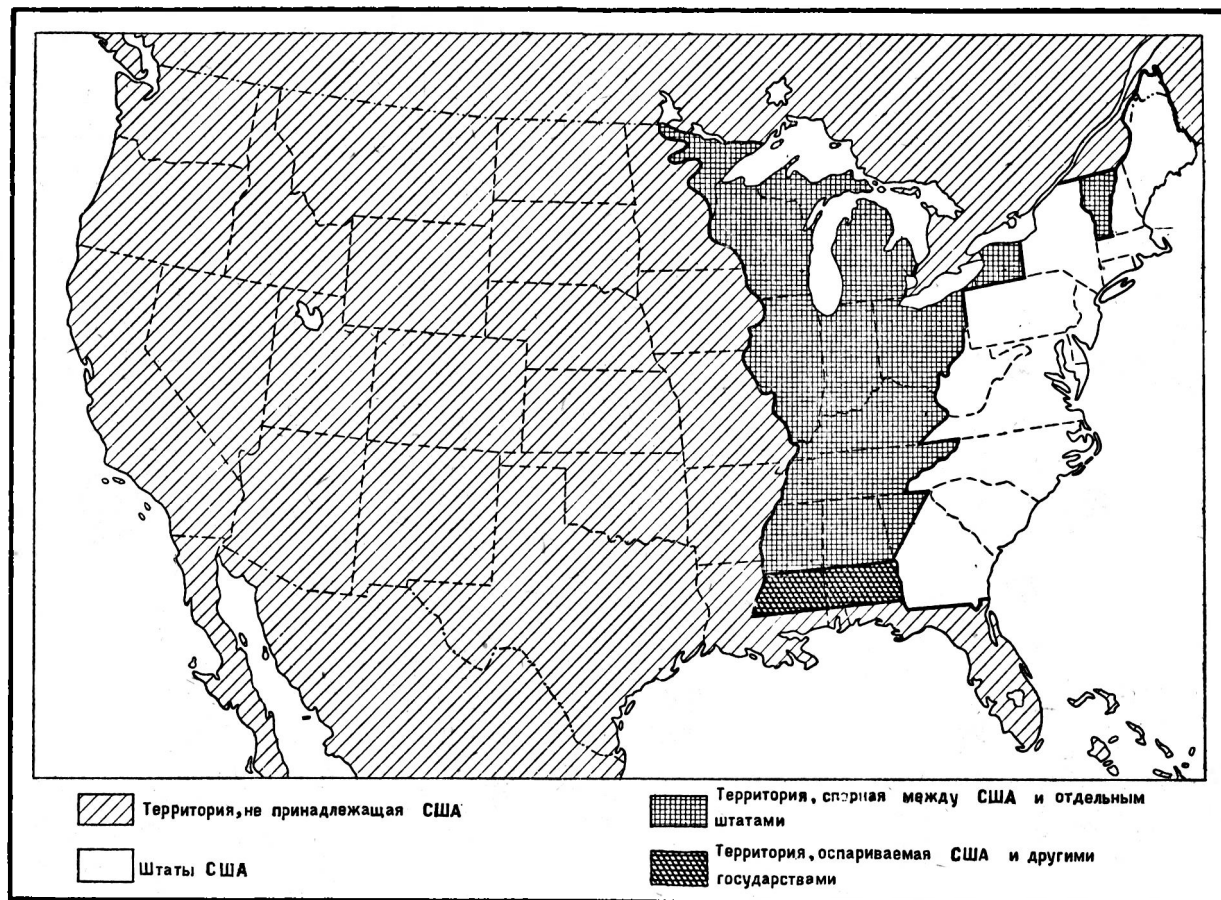 Территория, не принадлежащая США
Штаты США
Территория, спорная между США и отдельным
штатами
Территория, оспариваемая США и другими
государствами